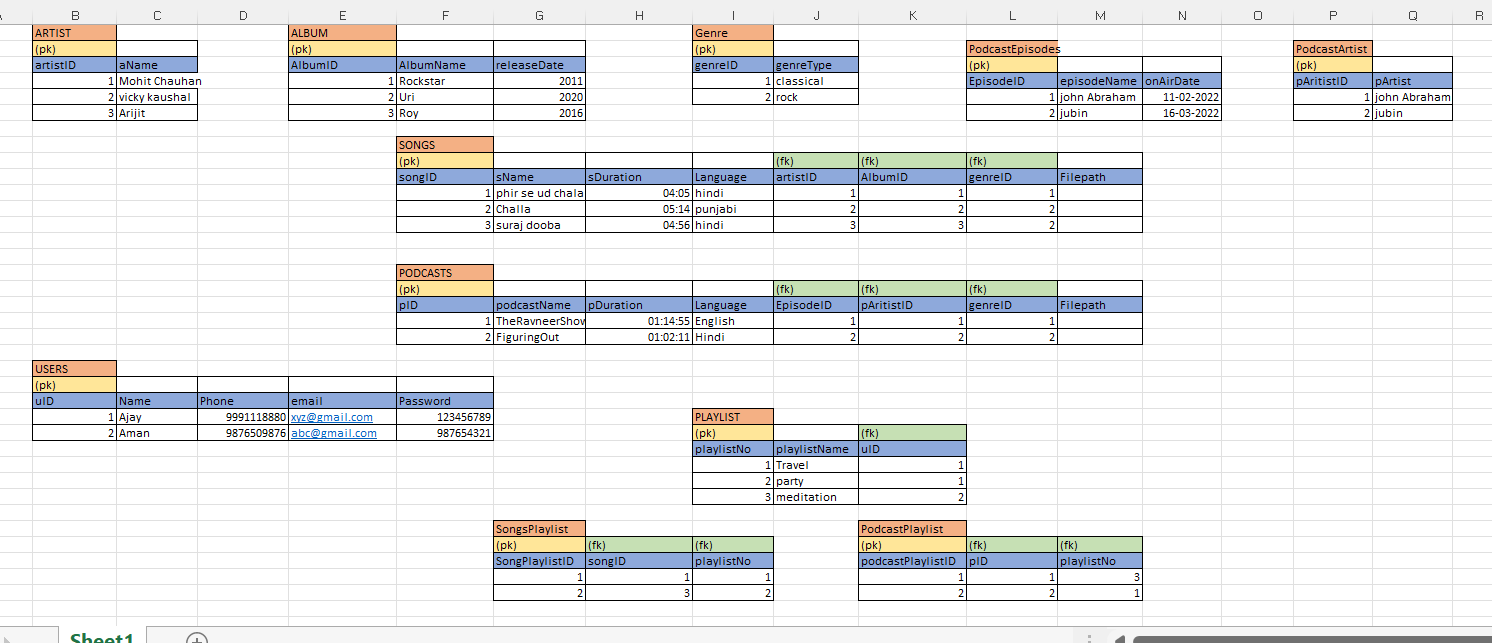 B C D E F G H I J K L M N O P Q R
ARTIST ALBUM Genre
(pk) (pk) (pk) PodcastEpisodes PodcastArtist
artistID aName AlbumID AlbumName releaseDate genreID genreType (pk) (pk)
1 Mohit Chauhan 1 Rockstar 2011 1 classical EpisodeID episodeName onAirDate pAritistID pArtist
2 vicky kaushal 2 Uri 2020 2 rock 1 john Abraham 11-02-2022 1 john Abraham
3 Arijit 3 Roy 2016 2 jubin 16-03-2022 2 jubin
SONGS
(pk) (fk) (fk) (fk)
songID sName sDuration Language artistID AlbumID genreID Filepath
1 phir se ud chala 04:05 hindi 1 1 1
2 Challa 05:14 punjabi 2 2 2
3 suraj dooba 04:56 hindi 3 3 2
PODCASTS
(pk) (fk) (fk) (fk)
pID podcastName pDuration Language EpisodeID pAritistID genreID Filepath
1 TheRavneerShow 01:14:55 English 1 1 1
2 FiguringOut 01:02:11 Hindi 2 2 2
USERS
(pk)
uID Name Phone email Password
1 Ajay 9991118880 xyz@gmail.com 123456789
2 Aman 9876509876 abc@gmail.com 987654321
PLAYLIST
(pk) (fk)
playlistNo playlistName uID
1 Travel 1
2 party 1
3 meditation 2
SongsPlaylist PodcastPlaylist
(pk) (fk) (fk) (pk) (fk) (fk)
SongPlaylistID songID playlistNo podcastPlaylistID pID playlistNo
1 1 1 1 1 3
2 3 2 2 2 1
Sheet1